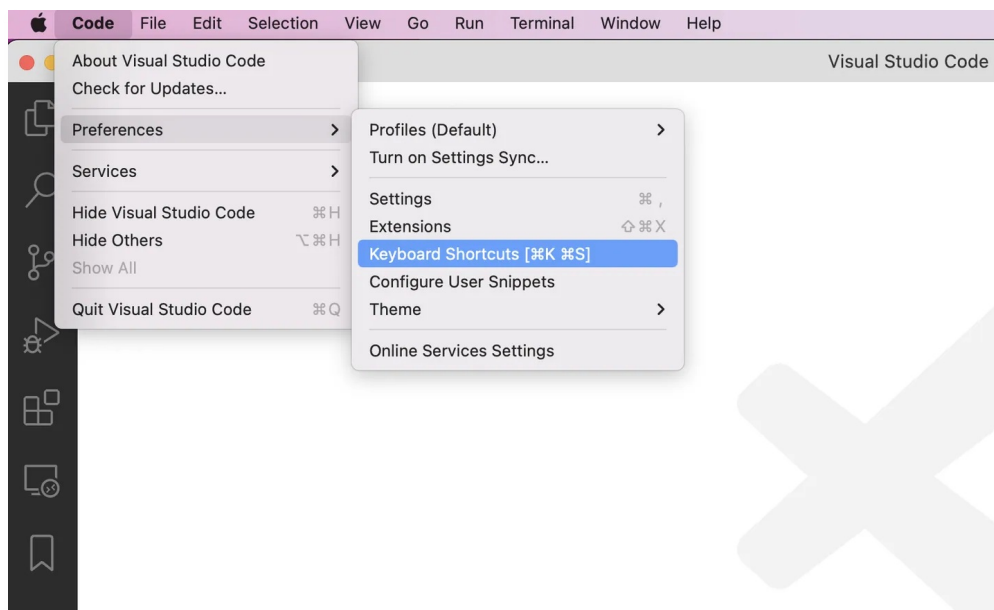 Code File Edit Selection View Go Run Terminal Window Help
Visual Studio Code
About Visual Studio Code
Check for Updates...
Preferences
Services
Hide Visual Studio Code ⌘H
Hide Others ⌥⌘H
Show All
Quit Visual Studio Code ⌘Q
Profiles (Default)
Turn on Settings Sync...
Settings ⌘,
Extensions ⇧⌘X
Keyboard Shortcuts [⌘K ⌘S]
Configure User Snippets
Theme
Online Services Settings